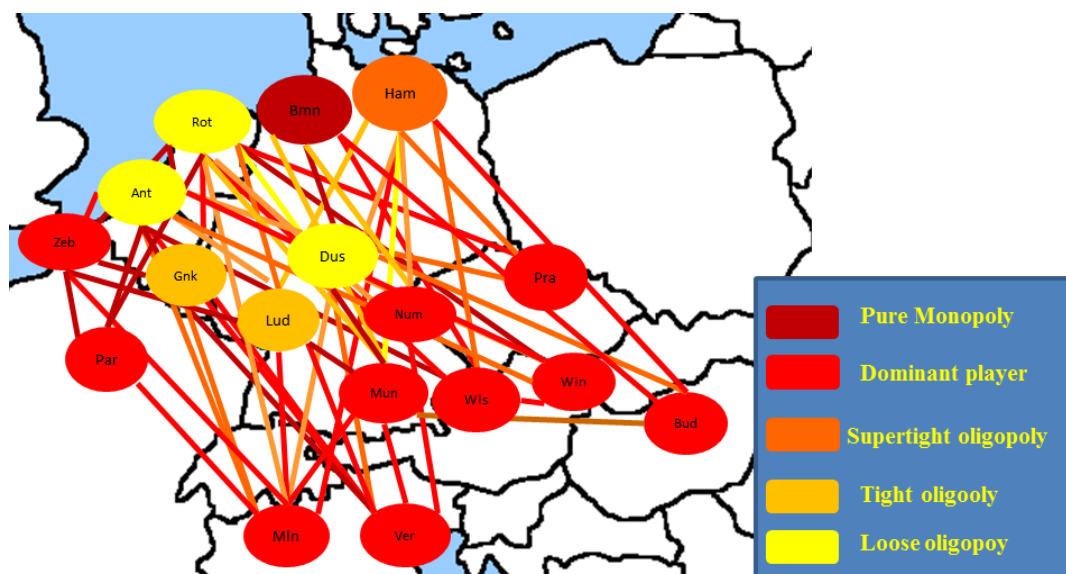 Ham
Bmn
Rot
Ant
Zeb
Dus
Gnk
Pra
Num
Lud
Par
Win
Mun
Wls
Bud
Mln
Ver
Pure Monopoly
Dominant player
Supertight oligopoly
Tight oligooly
Loose oligopoy